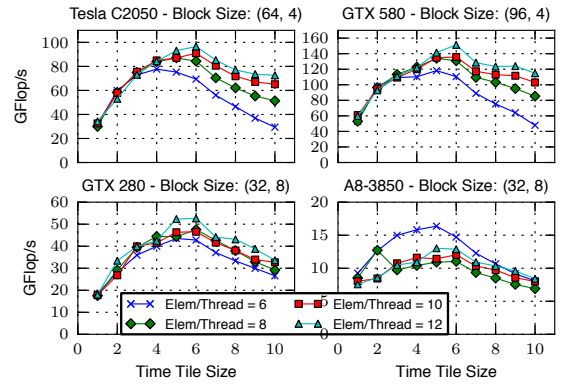 Tesla C2050 - Block Size: (64, 4)
GTX 580 - Block Size: (96, 4)
GFlop/s
100
80
60
40
20
0
160
140
120
100
80
60
40
20
0
GTX 280 - Block Size: (32, 8)
A8-3850 - Block Size: (32, 8)
GFlop/s
60
50
40
30
20
10
0
20
15
10
5
0
Elem/Thread = 6
Elem/Thread = 8
Elem/Thread = 10
Elem/Thread = 12
0 2 4 6 8 10
0 2 4 6 8 10
Time Tile Size
Time Tile Size